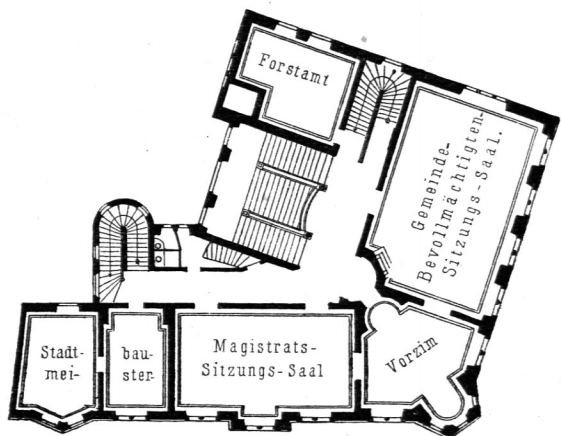 Forstamt
Gemeinde-
Bevollmächtigten-
Sitzungs-Saal.
Stadt-
mei-
bau-
ster-
Magistrats-
Sitzungs-Saal
Vorzim